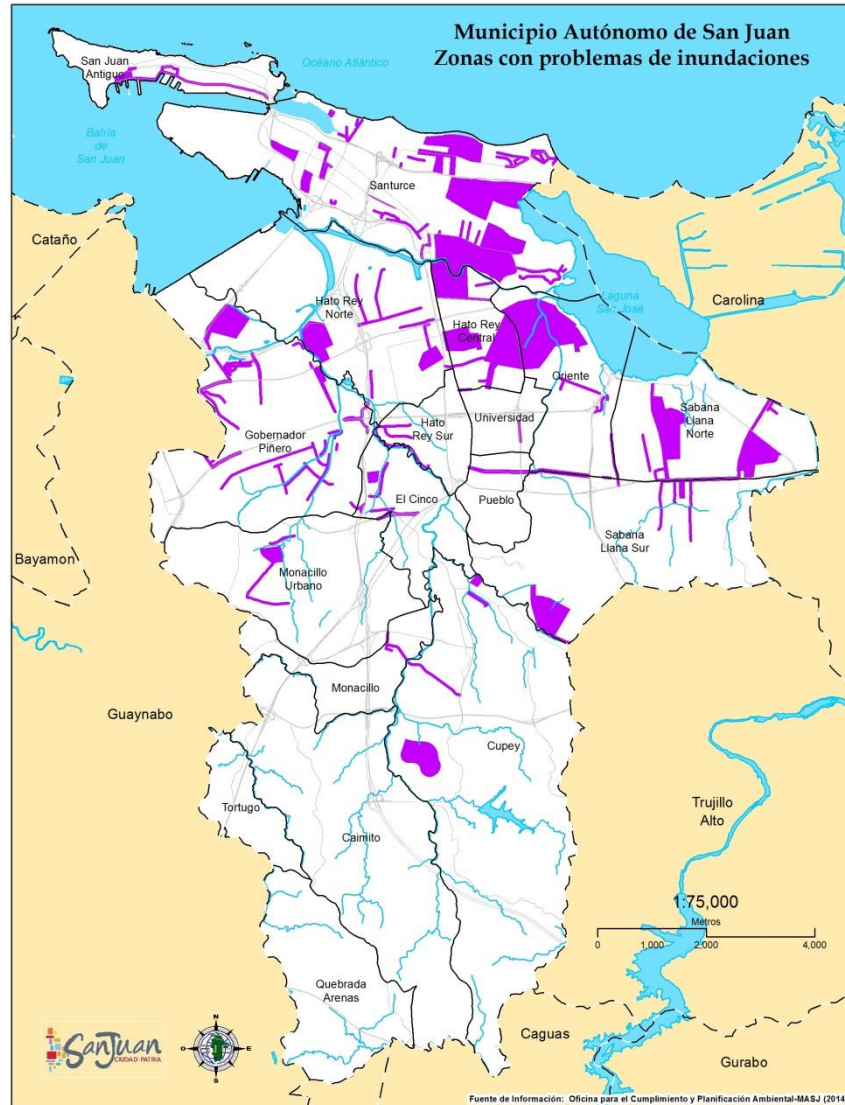 Municipio Autónomo de San Juan
Zonas con problemas de inundaciones
San Juan
Antiguo
Océano Atlántico
Bahía
de
San Juan
Santurce
Cataño
Carolina
Laguna
San José
Hato Rey
Norte
Hato Rey
Central
Oriente
Sabana
Llana
Norte
Gobernador
Piñero
Hato
Rey Sur
Universidad
El Cinco
Pueblo
Sabana
Llana Sur
Bayamon
Monacillo
Urbano
Guaynabo
Monacillo
Cupey
Tortugo
Caimito
Trujillo
Alto
1:75,000
Metros
0 1,000 2,000 4,000
Quebrada
Arenas
Caguas
Gurabo
SanJuan
CIUDAD PATRIA
N
O E
S
Fuente de Información: Oficina para el Cumplimiento y Planificación Ambiental-MASJ (2014